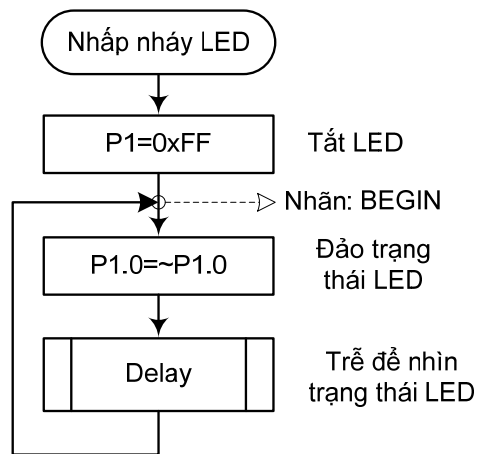 Nhấp nháy LED
P1=0xFF
Tắt LED
Nhãn: BEGIN
P1.0=~P1.0
Đảo trạng
thái LED
Delay
Trễ để nhìn
trạng thái LED